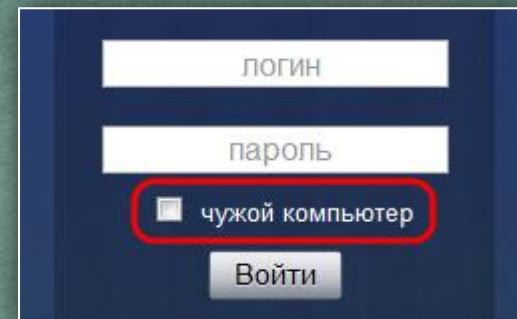 логин
пароль
чужой компьютер
Войти